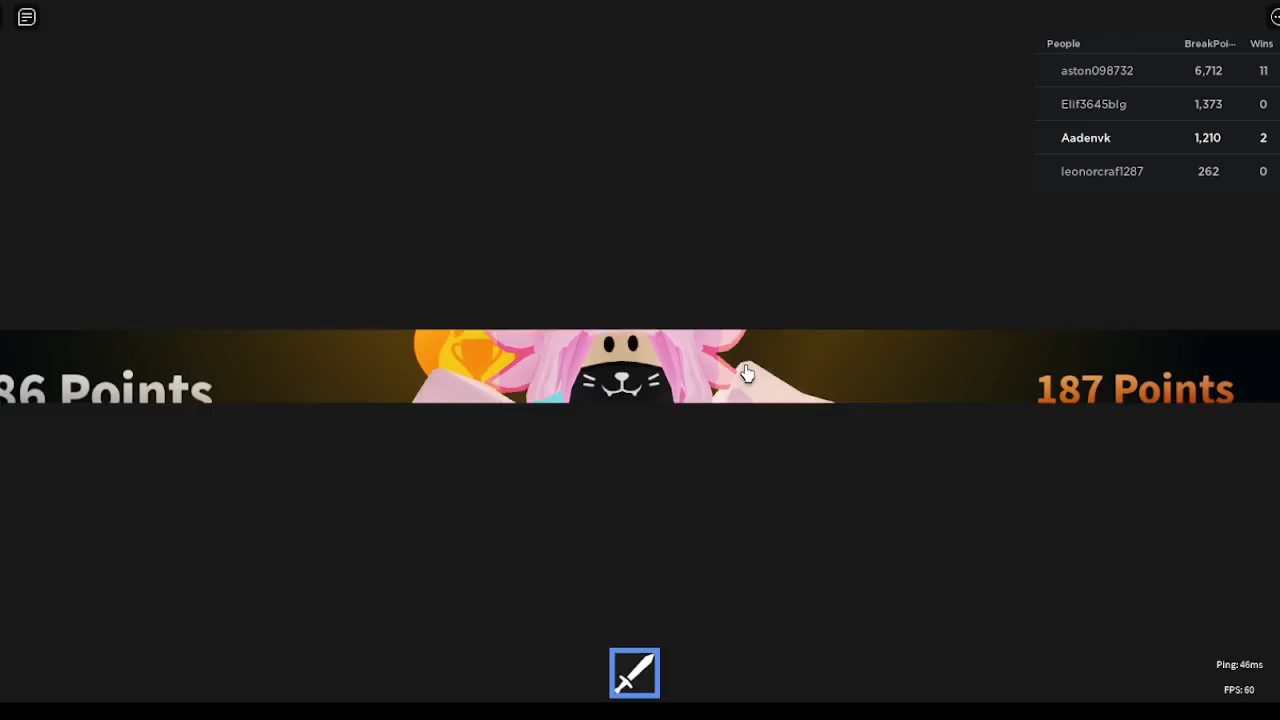 People BreakPoi... Wins
aston098732 6,712 11
Elif3645blg 1,373 0
Aadenvk 1,210 2
leonorcraf1287 262 0
86 Points
187 Points
Ping: 46ms
FPS: 60